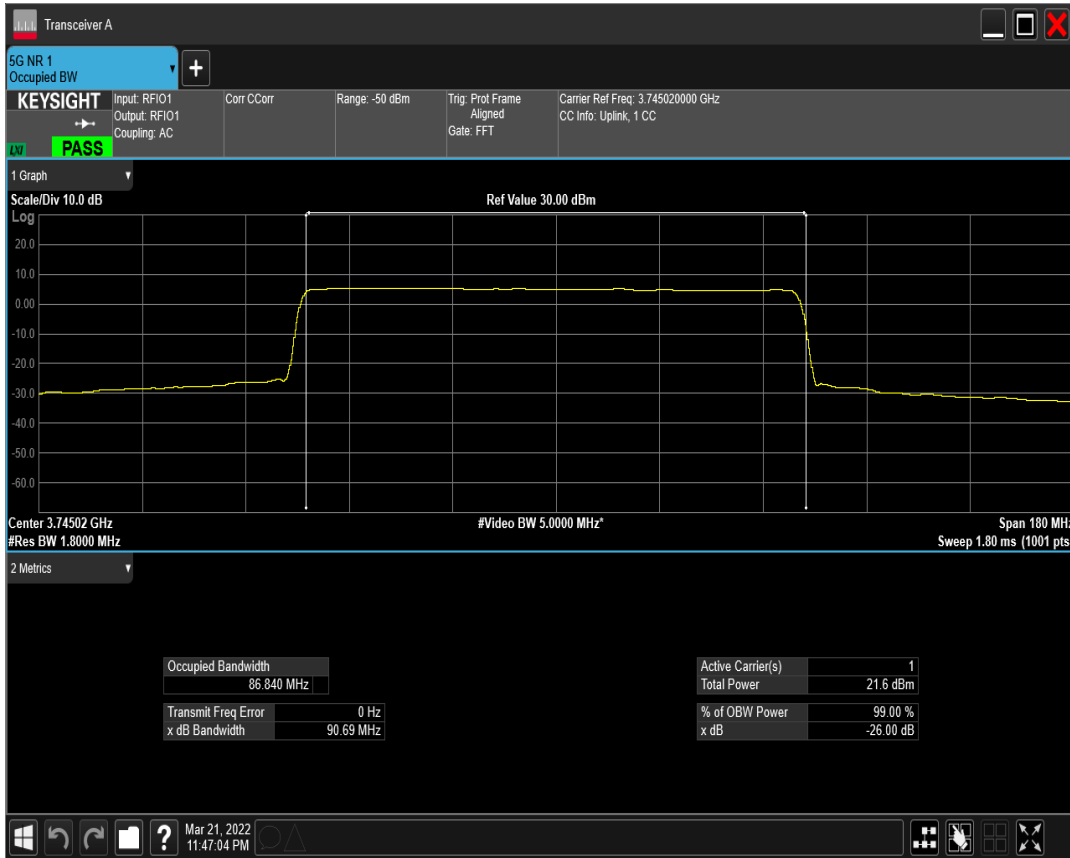 Transceiver A
5G NR 1
Occupied BW
+
KEYSIGHT
LXI
PASS
Input: RFIO1
Output: RFIO1
Coupling: AC
Corr CCorr
Range: -50 dBm
Trig: Prot Frame
Aligned
Gate: FFT
Carrier Ref Freq: 3.745020000 GHz
CC Info: Uplink, 1 CC
1 Graph
Scale/Div 10.0 dB
Ref Value 30.00 dBm
Log
20.0
10.0
0.00
-10.0
-20.0
-30.0
-40.0
-50.0
-60.0
Center 3.74502 GHz
#Video BW 5.0000 MHz*
Span 180 MHz
#Res BW 1.8000 MHz
Sweep 1.80 ms (1001 pts
2 Metrics
Occupied Bandwidth
86.840 MHz
Transmit Freq Error 0 Hz
x dB Bandwidth 90.69 MHz
Active Carrier(s) 1
Total Power 21.6 dBm
% of OBW Power 99.00 %
x dB -26.00 dB
?
Mar 21, 2022
11:47:04 PM